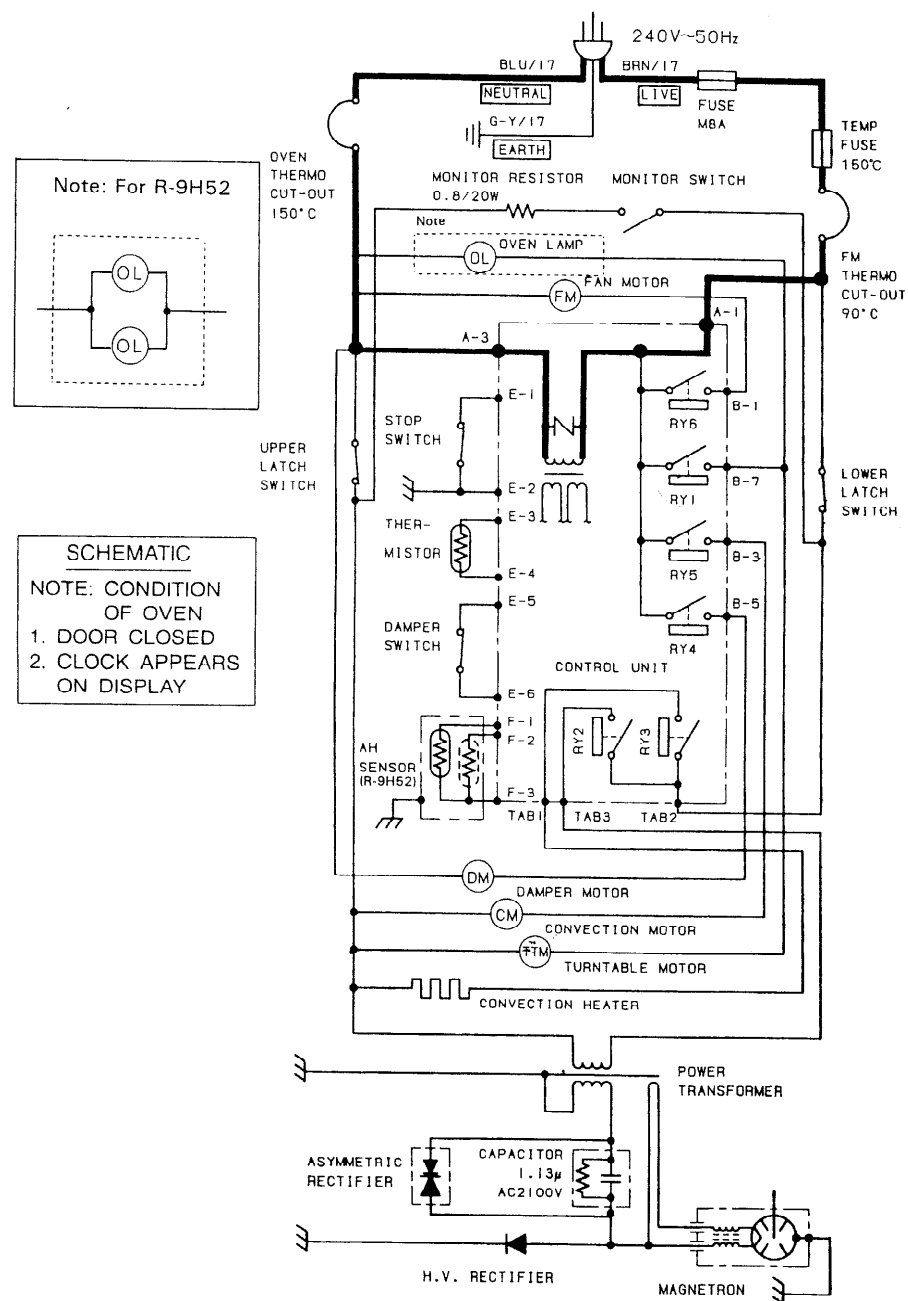 240V~50Hz
BLU/17
BRN/17
NEUTRAL
LIVE
FUSE
M8A
G-Y/17
EARTH
TEMP
FUSE
150℃
OVEN
THERMO
CUT-OUT
150°C
MONITOR RESISTOR
0.8/20W
MONITOR SWITCH
Note
OVEN LAMP
OL
FAN MOTOR
FM
FM
THERMO
CUT-OUT
90°C
Note: For R-9H52
OL
OL
A-3
A-1
E-1
STOP
SWITCH
E-2
UPPER
LATCH
SWITCH
E-3
THER-
MISTOR
E-4
E-5
DAMPER
SWITCH
E-6
B-1
RY6
B-7
RY1
B-3
RY5
B-5
RY4
LOWER
LATCH
SWITCH
SCHEMATIC
NOTE: CONDITION
OF OVEN
1. DOOR CLOSED
2. CLOCK APPEARS
ON DISPLAY
CONTROL UNIT
RY2
RY3
F-1
F-2
AH
SENSOR
(R-9H52)
F-3
TAB1
TAB3
TAB2
DM
DAMPER MOTOR
CM
CONVECTION MOTOR
TTM
TURNTABLE MOTOR
CONVECTION HEATER
POWER
TRANSFORMER
ASYMMETRIC
RECTIFIER
CAPACITOR
1.13μ
AC2100V
H.V. RECTIFIER
MAGNETRON